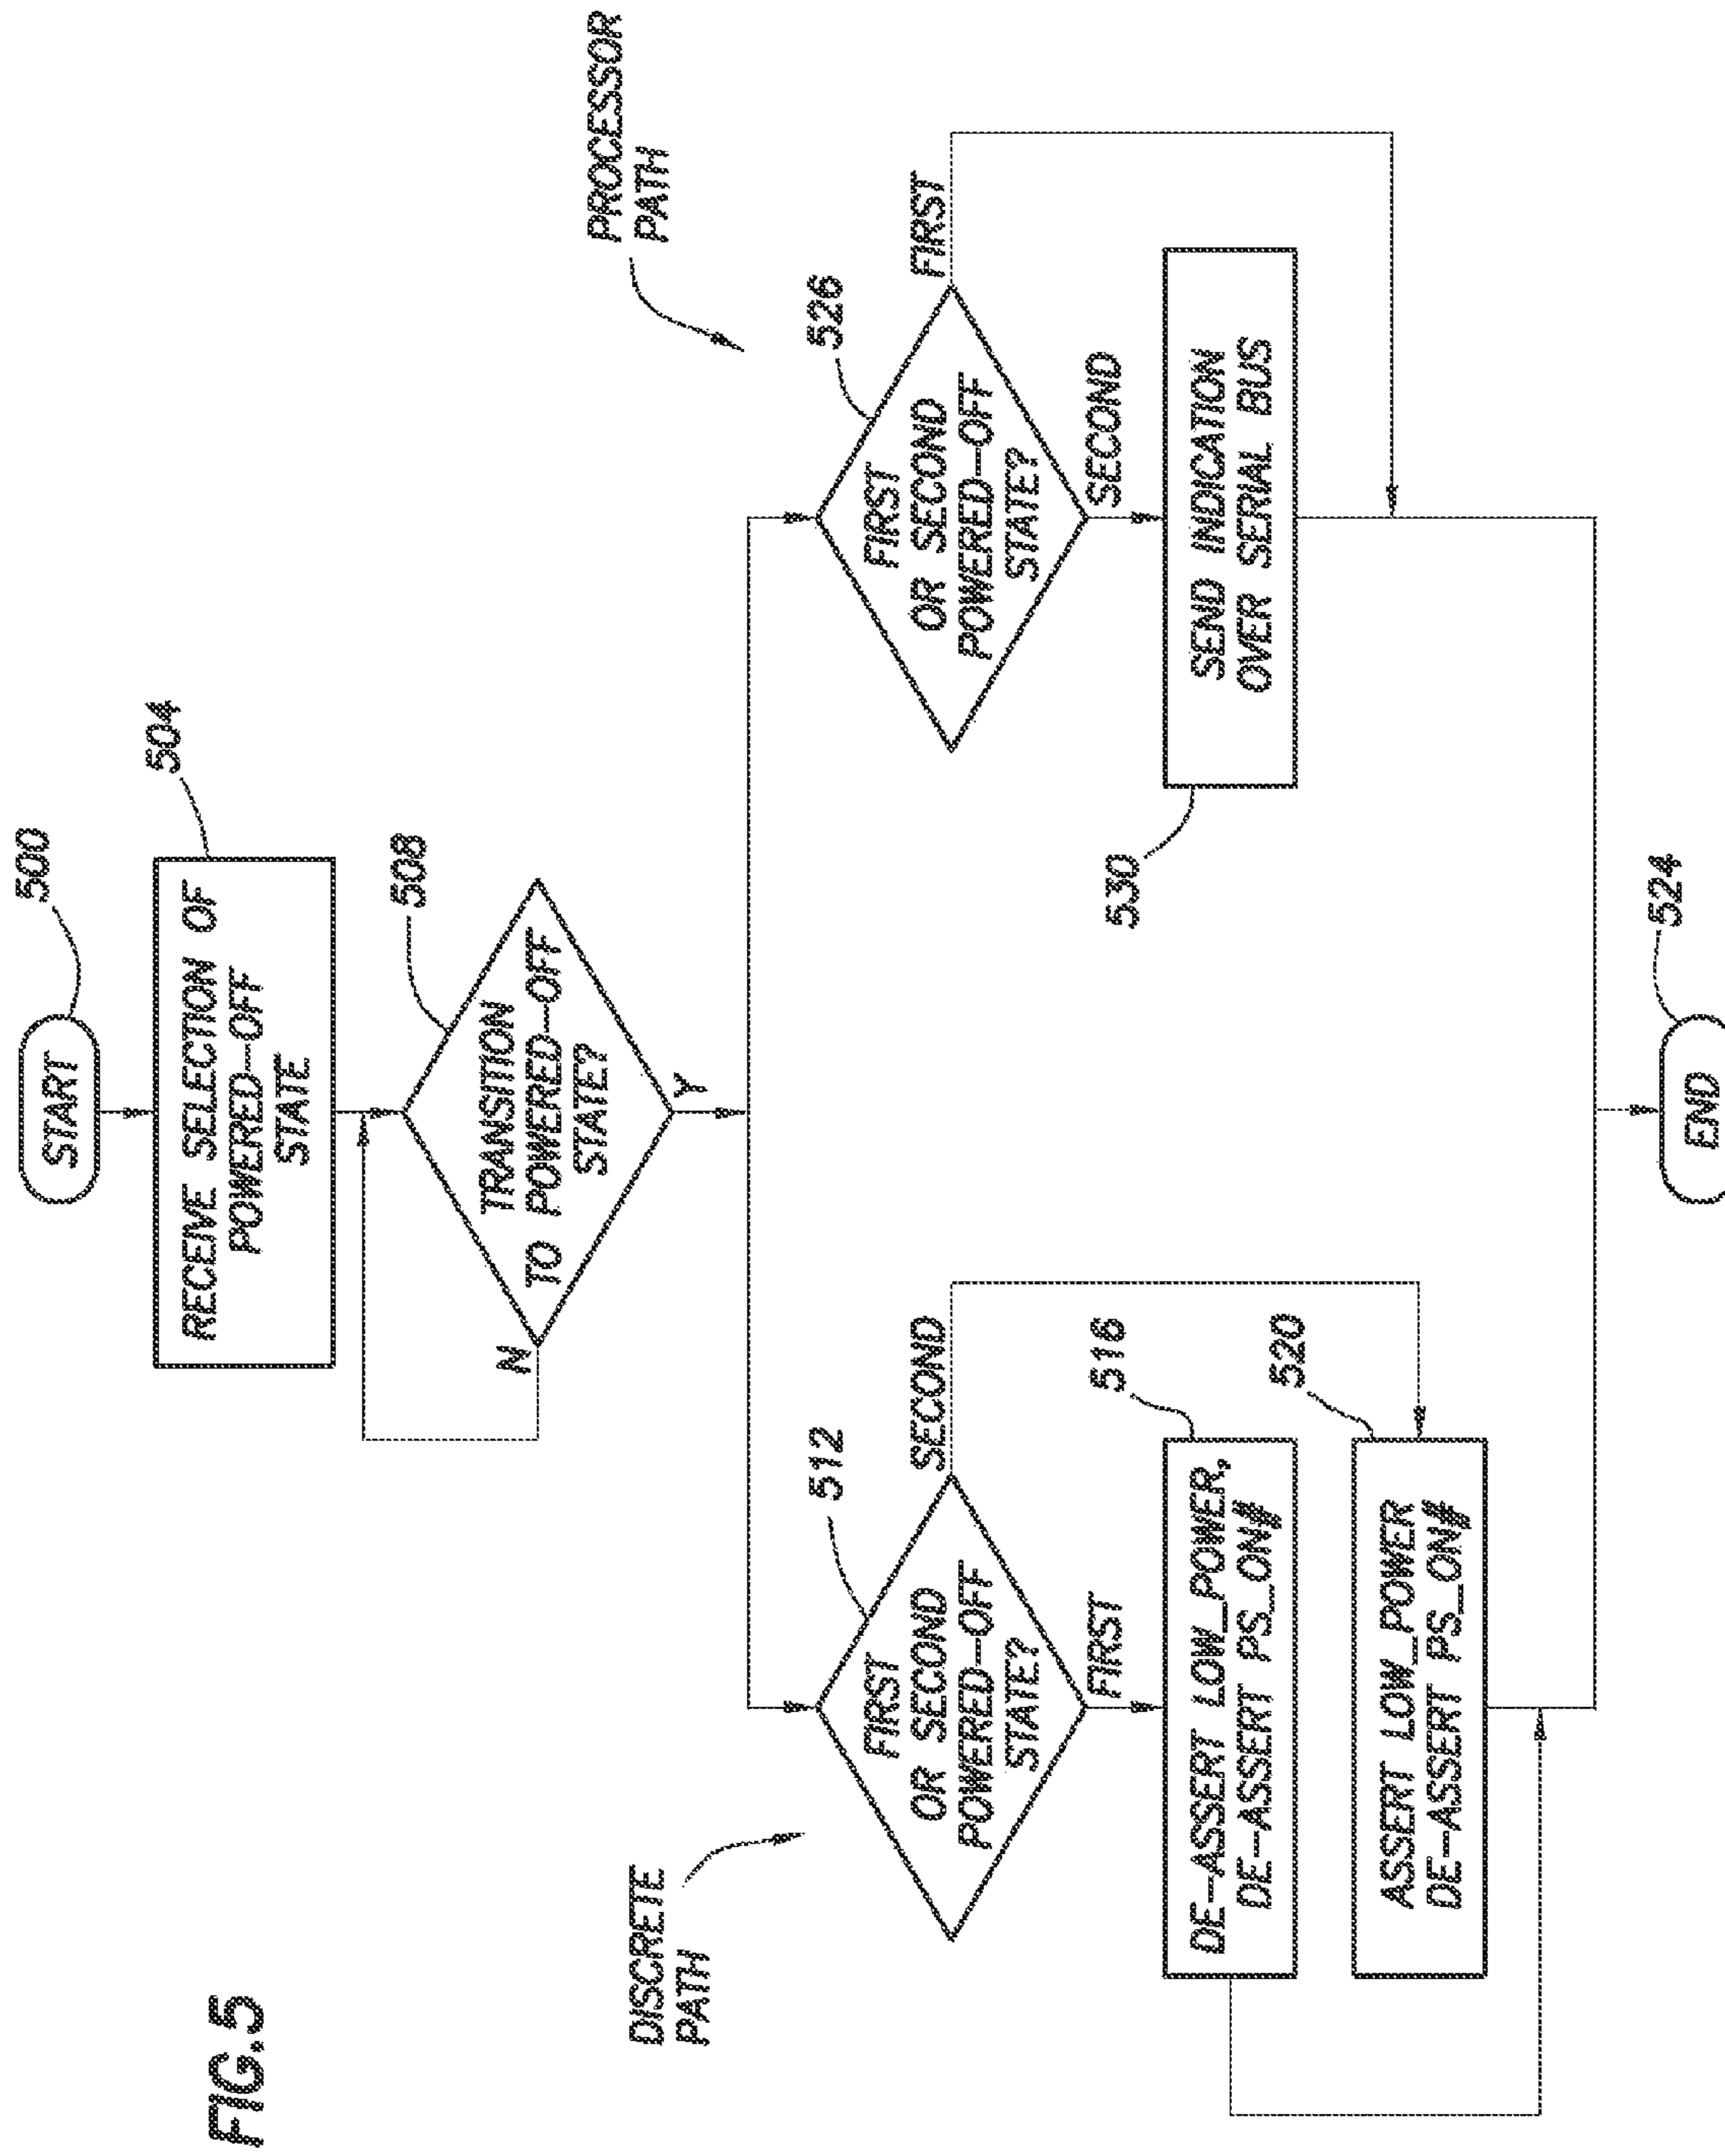 FIG.5
START
500
RECEIVE SELECTION OF
POWERED-OFF
STATE
504
TRANSITION
TO POWERED-OFF
STATE?
508
N
Y
DISCRETE
PATH
FIRST
OR SECOND
POWERED-OFF
STATE?
512
SECOND
FIRST
DE-ASSERT LOW_POWER,
DE-ASSERT PS_ON#
516
ASSERT LOW_POWER
DE-ASSERT PS_ON#
520
PROCESSOR
PATH
FIRST
OR SECOND
POWERED-OFF
STATE?
526
FIRST
SECOND
SEND INDICATION
OVER SERIAL BUS
530
END
524